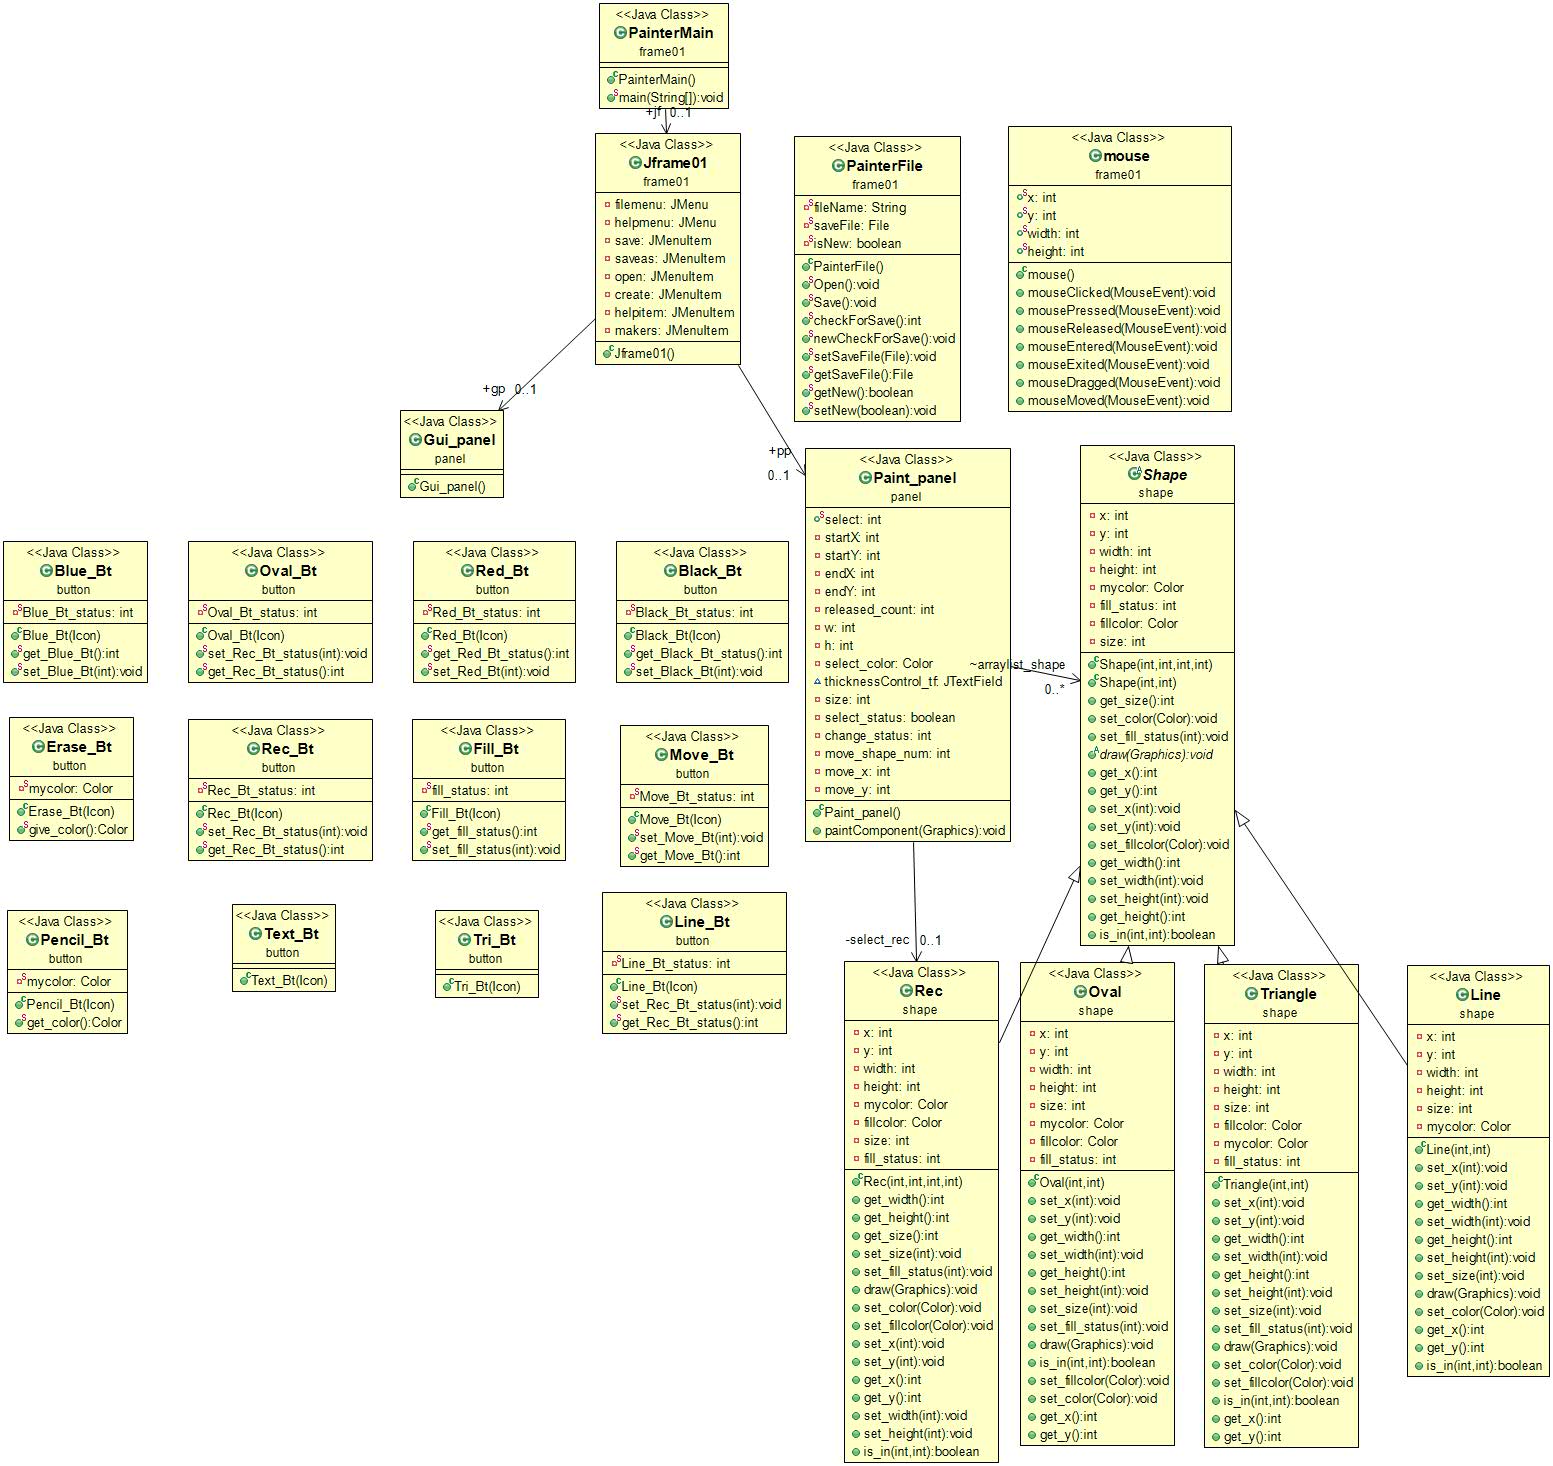 <<Java Class>>
PainterMain
frame01
PainterMain()
main(String[]):void
+jf 0..1
<<Java Class>>
Jframe01
frame01
filemenu: JMenu
helpmenu: JMenu
save: JMenuItem
saveas: JMenuItem
open: JMenuItem
create: JMenuItem
helpitem: JMenuItem
makers: JMenuItem
Jframe01()
<<Java Class>>
PainterFile
frame01
fileName: String
saveFile: File
isNew: boolean
PainterFile()
Open():void
Save():void
checkForSave():int
newCheckForSave():void
setSaveFile(File):void
getSaveFile():File
getNew():boolean
setNew(boolean):void
<<Java Class>>
mouse
frame01
x: int
y: int
width: int
height: int
mouse()
mouseClicked(MouseEvent):void
mousePressed(MouseEvent):void
mouseReleased(MouseEvent):void
mouseEntered(MouseEvent):void
mouseExited(MouseEvent):void
mouseDragged(MouseEvent):void
mouseMoved(MouseEvent):void
+gp 0..1
<<Java Class>>
Gui_panel
panel
Gui_panel()
+pp
0..1
<<Java Class>>
Paint_panel
panel
select: int
startX: int
startY: int
endX: int
endY: int
released_count: int
w: int
h: int
select_color: Color
thicknessControl_tf: JTextField
size: int
select_status: boolean
change_status: int
move_shape_num: int
move_x: int
move_y: int
Paint_panel()
paintComponent(Graphics):void
~arraylist_shape
0..*
<<Java Class>>
Shape
shape
x: int
y: int
width: int
height: int
mycolor: Color
fill_status: int
fillcolor: Color
size: int
Shape(int,int,int,int)
Shape(int,int)
get_size():int
set_color(Color):void
set_fill_status(int):void
draw(Graphics):void
get_x():int
get_y():int
set_x(int):void
set_y(int):void
set_fillcolor(Color):void
get_width():int
set_width(int):void
set_height(int):void
get_height():int
is_in(int,int):boolean
<<Java Class>>
Blue_Bt
button
Blue_Bt_status: int
Blue_Bt(Icon)
get_Blue_Bt():int
set_Blue_Bt(int):void
<<Java Class>>
Oval_Bt
button
Oval_Bt_status: int
Oval_Bt(Icon)
set_Rec_Bt_status(int):void
get_Rec_Bt_status():int
<<Java Class>>
Red_Bt
button
Red_Bt_status: int
Red_Bt(Icon)
get_Red_Bt_status():int
set_Red_Bt(int):void
<<Java Class>>
Black_Bt
button
Black_Bt_status: int
Black_Bt(Icon)
get_Black_Bt_status():int
set_Black_Bt(int):void
<<Java Class>>
Erase_Bt
button
mycolor: Color
Erase_Bt(Icon)
give_color():Color
<<Java Class>>
Rec_Bt
button
Rec_Bt_status: int
Rec_Bt(Icon)
set_Rec_Bt_status(int):void
get_Rec_Bt_status():int
<<Java Class>>
Fill_Bt
button
fill_status: int
Fill_Bt(Icon)
get_fill_status():int
set_fill_status(int):void
<<Java Class>>
Move_Bt
button
Move_Bt_status: int
Move_Bt(Icon)
set_Move_Bt(int):void
get_Move_Bt():int
<<Java Class>>
Pencil_Bt
button
mycolor: Color
Pencil_Bt(Icon)
get_color():Color
<<Java Class>>
Text_Bt
button
Text_Bt(Icon)
<<Java Class>>
Tri_Bt
button
Tri_Bt(Icon)
<<Java Class>>
Line_Bt
button
Line_Bt_status: int
Line_Bt(Icon)
set_Rec_Bt_status(int):void
get_Rec_Bt_status():int
-select_rec 0..1
<<Java Class>>
Rec
shape
x: int
y: int
width: int
height: int
mycolor: Color
fillcolor: Color
size: int
fill_status: int
Rec(int,int,int,int)
get_width():int
get_height():int
get_size():int
set_size(int):void
set_fill_status(int):void
draw(Graphics):void
set_color(Color):void
set_fillcolor(Color):void
set_x(int):void
set_y(int):void
get_x():int
get_y():int
set_width(int):void
set_height(int):void
is_in(int,int):boolean
<<Java Class>>
Oval
shape
x: int
y: int
width: int
height: int
size: int
mycolor: Color
fillcolor: Color
fill_status: int
Oval(int,int)
set_x(int):void
set_y(int):void
get_width():int
set_width(int):void
get_height():int
set_height(int):void
set_size(int):void
set_fill_status(int):void
draw(Graphics):void
is_in(int,int):boolean
set_fillcolor(Color):void
set_color(Color):void
get_x():int
get_y():int
<<Java Class>>
Triangle
shape
x: int
y: int
width: int
height: int
size: int
fillcolor: Color
mycolor: Color
fill_status: int
Triangle(int,int)
set_x(int):void
set_y(int):void
get_width():int
set_width(int):void
get_height():int
set_height(int):void
set_size(int):void
set_fill_status(int):void
draw(Graphics):void
set_color(Color):void
set_fillcolor(Color):void
is_in(int,int):boolean
get_x():int
get_y():int
<<Java Class>>
Line
shape
x: int
y: int
width: int
height: int
size: int
mycolor: Color
Line(int,int)
set_x(int):void
set_y(int):void
get_width():int
set_width(int):void
get_height():int
set_height(int):void
set_size(int):void
draw(Graphics):void
set_color(Color):void
get_x():int
get_y():int
is_in(int,int):boolean